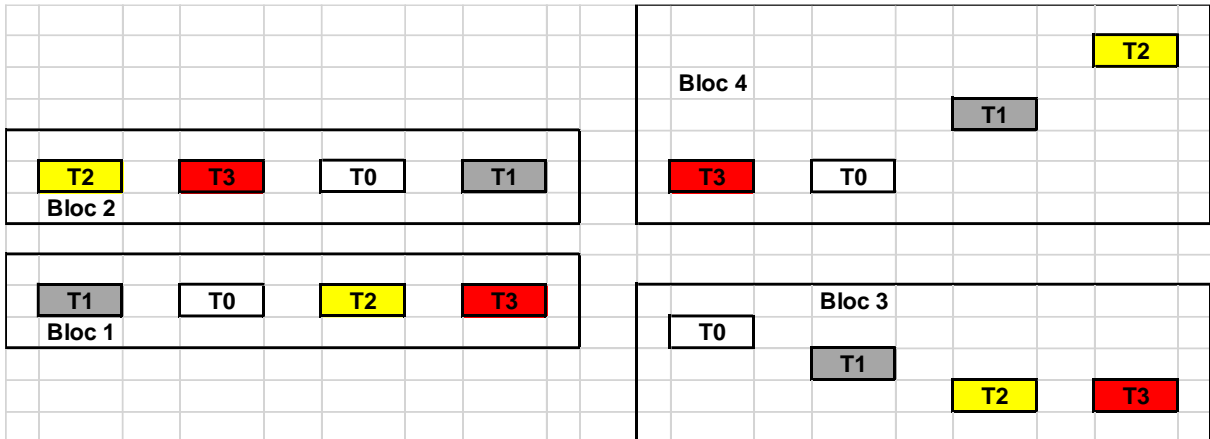 T2 T3 T0 T1
Bloc 2
T1 T0 T2 T3
Bloc 1
T2
Bloc 4
T1
T3 T0
Bloc 3
T0
T1
T2 T3